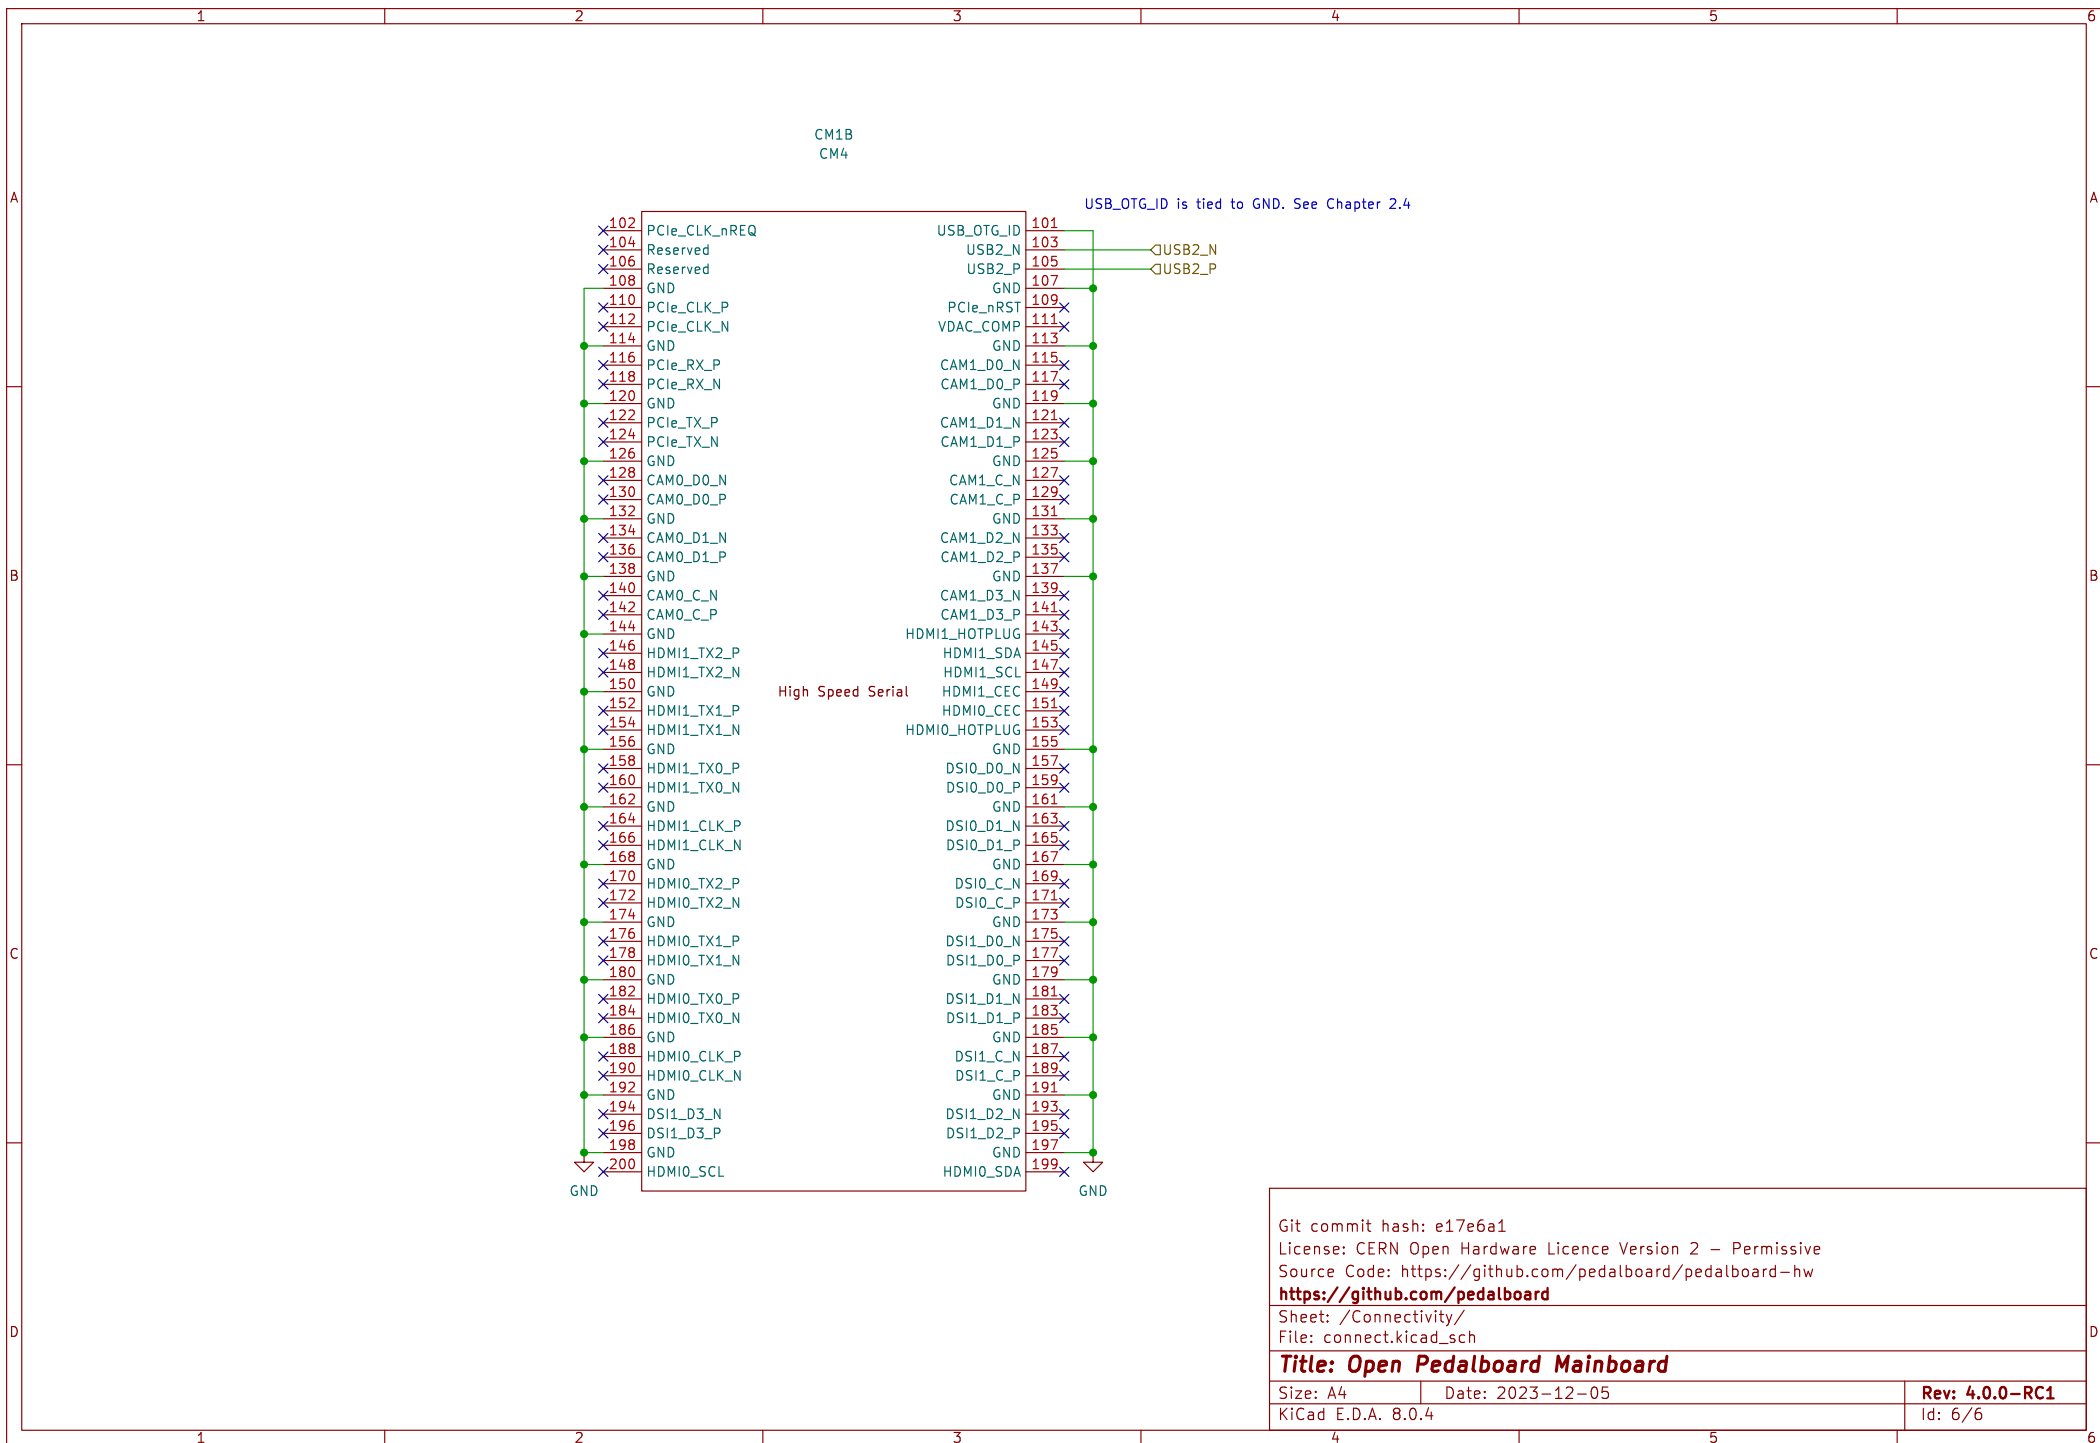 1 2 3 4 5 6
CM1B
CM4
A A
USB_OTG_ID is tied to GND. See Chapter 2.4
102 PCIe_CLK_nREQ USB_OTG_ID 101
104 Reserved USB2_N 103 USB2_N
106 Reserved USB2_P 105 USB2_P
108 GND GND 107
110 PCIe_CLK_P PCIe_nRST 109
112 PCIe_CLK_N VDAC_COMP 111
114 GND GND 113
116 PCIe_RX_P CAM1_D0_N 115
118 PCIe_RX_N CAM1_D0_P 117
120 GND GND 119
122 PCIe_TX_P CAM1_D1_N 121
124 PCIe_TX_N CAM1_D1_P 123
126 GND GND 125
128 CAM0_D0_N CAM1_C_N 127
130 CAM0_D0_P CAM1_C_P 129
132 GND GND 131
134 CAM0_D1_N CAM1_D2_N 133
136 CAM0_D1_P CAM1_D2_P 135
B 138 GND GND 137 B
140 CAM0_C_N CAM1_D3_N 139
142 CAM0_C_P CAM1_D3_P 141
144 GND HDMI1_HOTPLUG 143
146 HDMI1_TX2_P HDMI1_SDA 145
148 HDMI1_TX2_N HDMI1_SCL 147
150 GND High Speed Serial HDMI1_CEC 149
152 HDMI1_TX1_P HDMI0_CEC 151
154 HDMI1_TX1_N HDMI0_HOTPLUG 153
156 GND GND 155
158 HDMI1_TX0_P DSI0_D0_N 157
160 HDMI1_TX0_N DSI0_D0_P 159
162 GND GND 161
164 HDMI1_CLK_P DSI0_D1_N 163
166 HDMI1_CLK_N DSI0_D1_P 165
168 GND GND 167
170 HDMI0_TX2_P DSI0_C_N 169
172 HDMI0_TX2_N DSI0_C_P 171
174 GND GND 173
176 HDMI0_TX1_P DSI1_D0_N 175
C 178 HDMI0_TX1_N DSI1_D0_P 177 C
180 GND GND 179
182 HDMI0_TX0_P DSI1_D1_N 181
184 HDMI0_TX0_N DSI1_D1_P 183
186 GND GND 185
188 HDMI0_CLK_P DSI1_C_N 187
190 HDMI0_CLK_N DSI1_C_P 189
192 GND GND 191
194 DSI1_D3_N DSI1_D2_N 193
196 DSI1_D3_P DSI1_D2_P 195
198 GND GND 197
200 HDMI0_SCL HDMI0_SDA 199
GND GND
Git commit hash: e17e6a1
License: CERN Open Hardware Licence Version 2 - Permissive
Source Code: https://github.com/pedalboard/pedalboard-hw
https://github.com/pedalboard
Sheet: /Connectivity/
D D
File: connect.kicad_sch
Title: Open Pedalboard Mainboard
Size: A4 Date: 2023-12-05 Rev: 4.0.0-RC1
KiCad E.D.A. 8.0.4 Id: 6/6
1 2 3 4 5 6